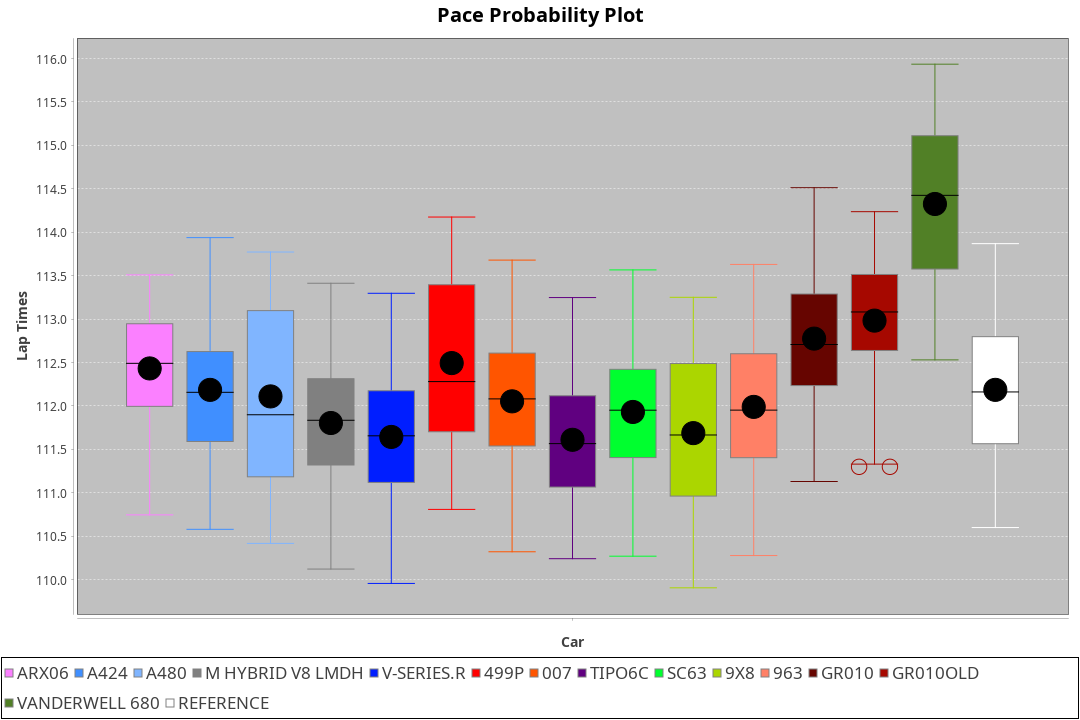 Pace Probability Plot
116.0
115.5
115.0
114.5
114.0
113.5
113.0
112.5
112.0
111.5
111.0
110.5
110.0
Lap Times
Car
ARX06 A424 A480 M HYBRID V8 LMDH V-SERIES.R 499P 007 TIPO6C SC63 9X8 963 GR010 GR010OLD
VANDERWELL 680 REFERENCE